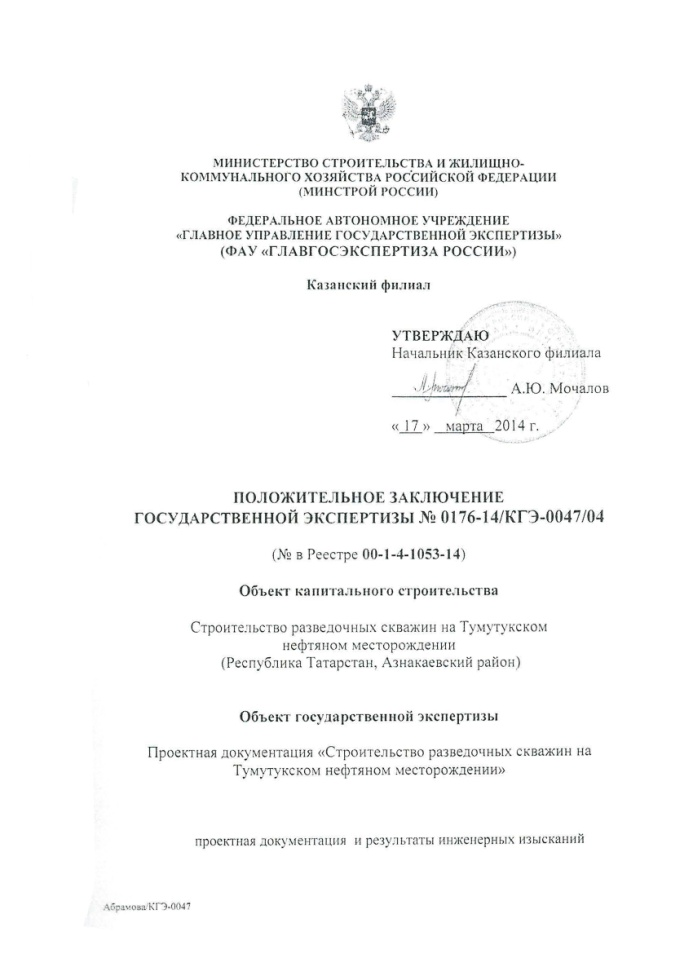 МИНИСТЕРСТВО СТРОИТЕЛЬСТВА И ЖИЛИЩНО-
КОММУНАЛЬНОГО ХОЗЯЙСТВА РОССИЙСКОЙ ФЕДЕРАЦИИ
(МИНСТРОЙ РОССИИ)
ФЕДЕРАЛЬНОЕ АВТОНОМНОЕ УЧРЕЖДЕНИЕ
«ГЛАВНОЕ УПРАВЛЕНИЕ ГОСУДАРСТВЕННОЙ ЭКСПЕРТИЗЫ»
(ФАУ «ГЛАВГОСЭКСПЕРТИЗА РОССИИ»)
Казанский филиал
УТВЕРЖДАЮ
Начальник Казанского филиала
А.Ю. Мочалов
«17» марта 2014 г.
ПОЛОЖИТЕЛЬНОЕ ЗАКЛЮЧЕНИЕ
ГОСУДАРСТВЕННОЙ ЭКСПЕРТИЗЫ № 0176-14/КГЭ-0047/04
(№ в Реестре 00-1-4-1053-14)
Объект капитального строительства
Строительство разведочных скважин на Тумутукском
нефтяном месторождении
(Республика Татарстан, Азнакаевский район)
Объект государственной экспертизы
Проектная документация «Строительство разведочных скважин на
Тумутукском нефтяном месторождении»
проектная документация и результаты инженерных изысканий
Абрамова/КГЭ-0047